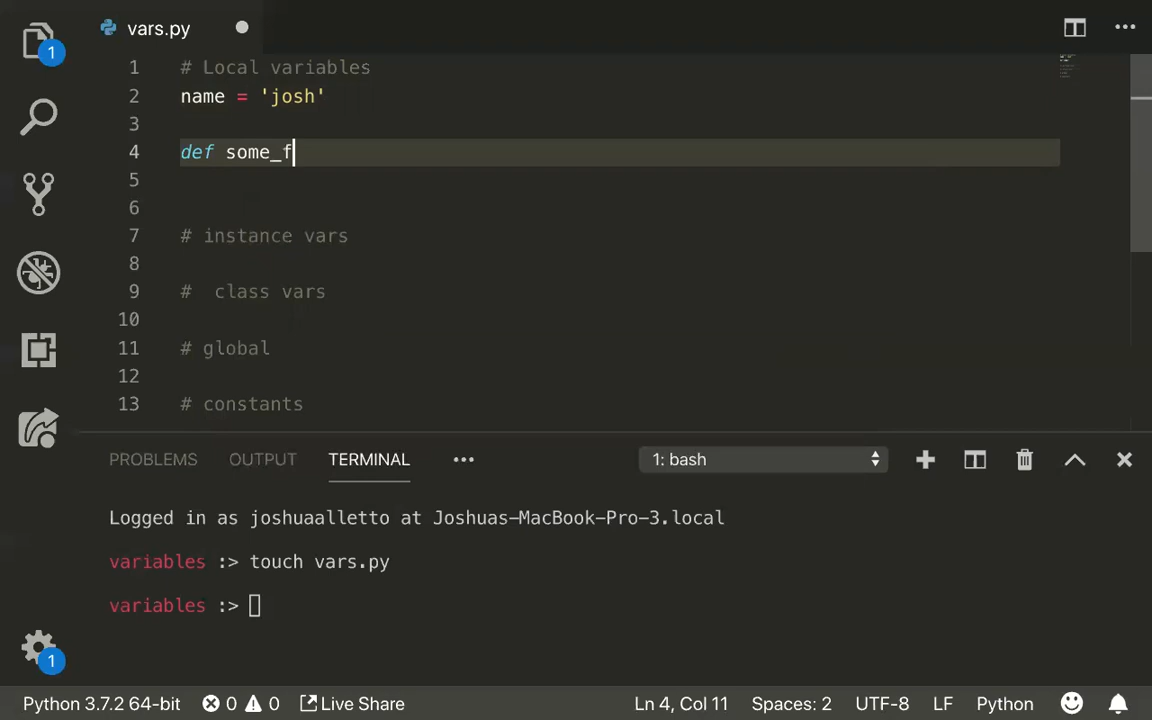 1
vars.py
1 # Local variables
2 name = 'josh'
3
4 def some_f
5
6
7 # instance vars
8
9 #  class vars
10
11 # global
12
13 # constants
PROBLEMS OUTPUT TERMINAL ••• 1: bash
Logged in as joshuaalletto at Joshuas-MacBook-Pro-3.local
variables :> touch vars.py
variables :>
1
Python 3.7.2 64-bit 0 0 Live Share Ln 4, Col 11 Spaces: 2 UTF-8 LF Python